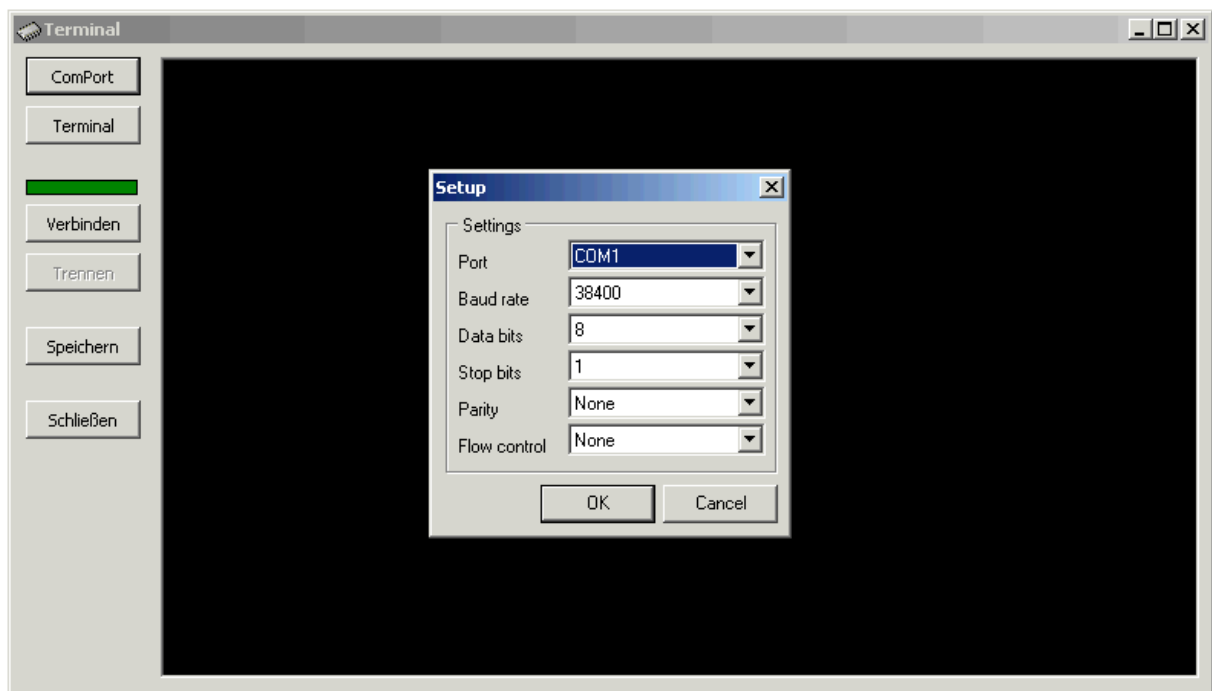 Terminal
ComPort
Terminal
Verbinden
Trennen
Speichern
Schließen
Setup
Settings
Port COM1
Baud rate 38400
Data bits 8
Stop bits 1
Parity None
Flow control None
OK Cancel